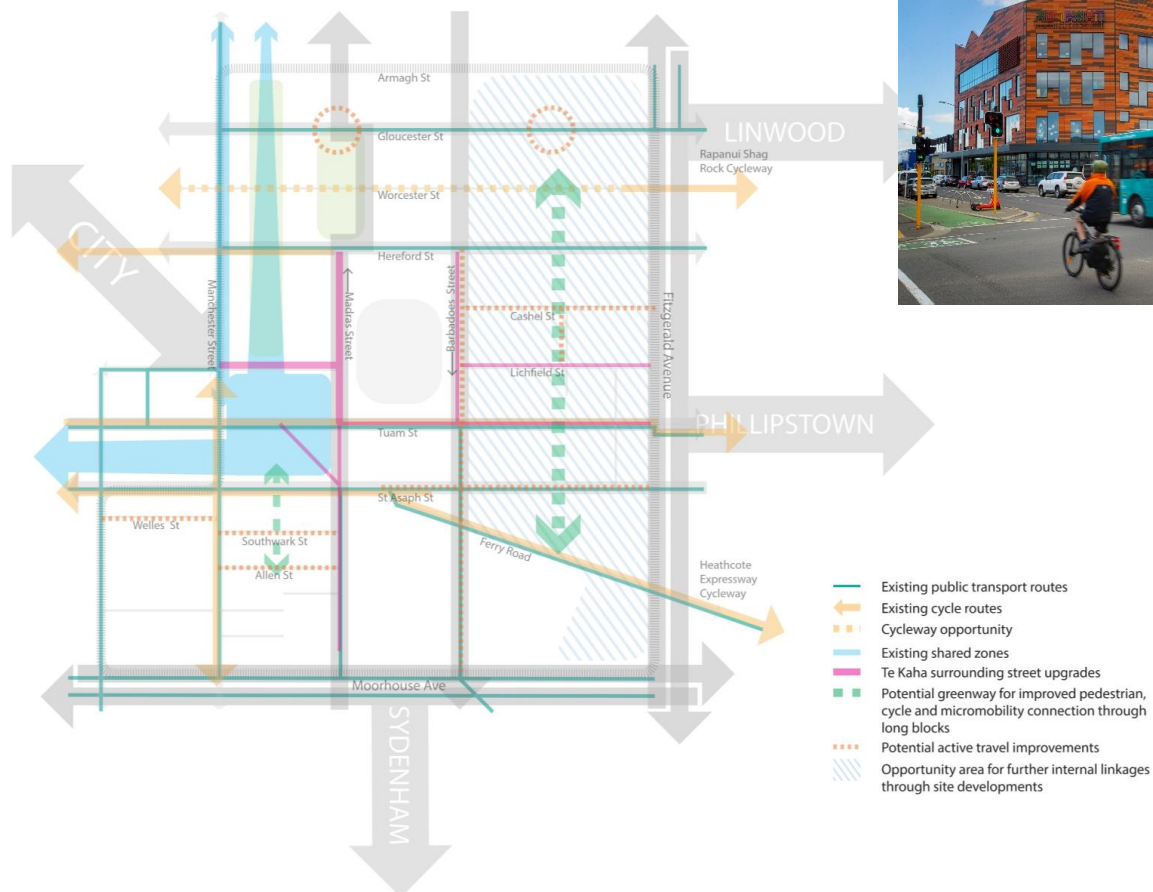 Armagh St
Gloucester St
LINWOOD
Rapanui Shag
Rock Cycleway
Worcester St
CITY
Hereford St
Manchester Street
Madras Street
Barbadoes Street
Fitzgerald Avenue
Cashel St
Lichfield St
Tuam St
PHILLIPSTOWN
St Asaph St
Welles St
Southwark St
Allen St
Ferry Road
Heathcote
Expressway
Cycleway
Moorhouse Ave
SYDENHAM
Existing public transport routes
Existing cycle routes
Cycleway opportunity
Existing shared zones
Te Kaha surrounding street upgrades
Potential greenway for improved pedestrian,
cycle and micromobility connection through
long blocks
Potential active travel improvements
Opportunity area for further internal linkages
through site developments